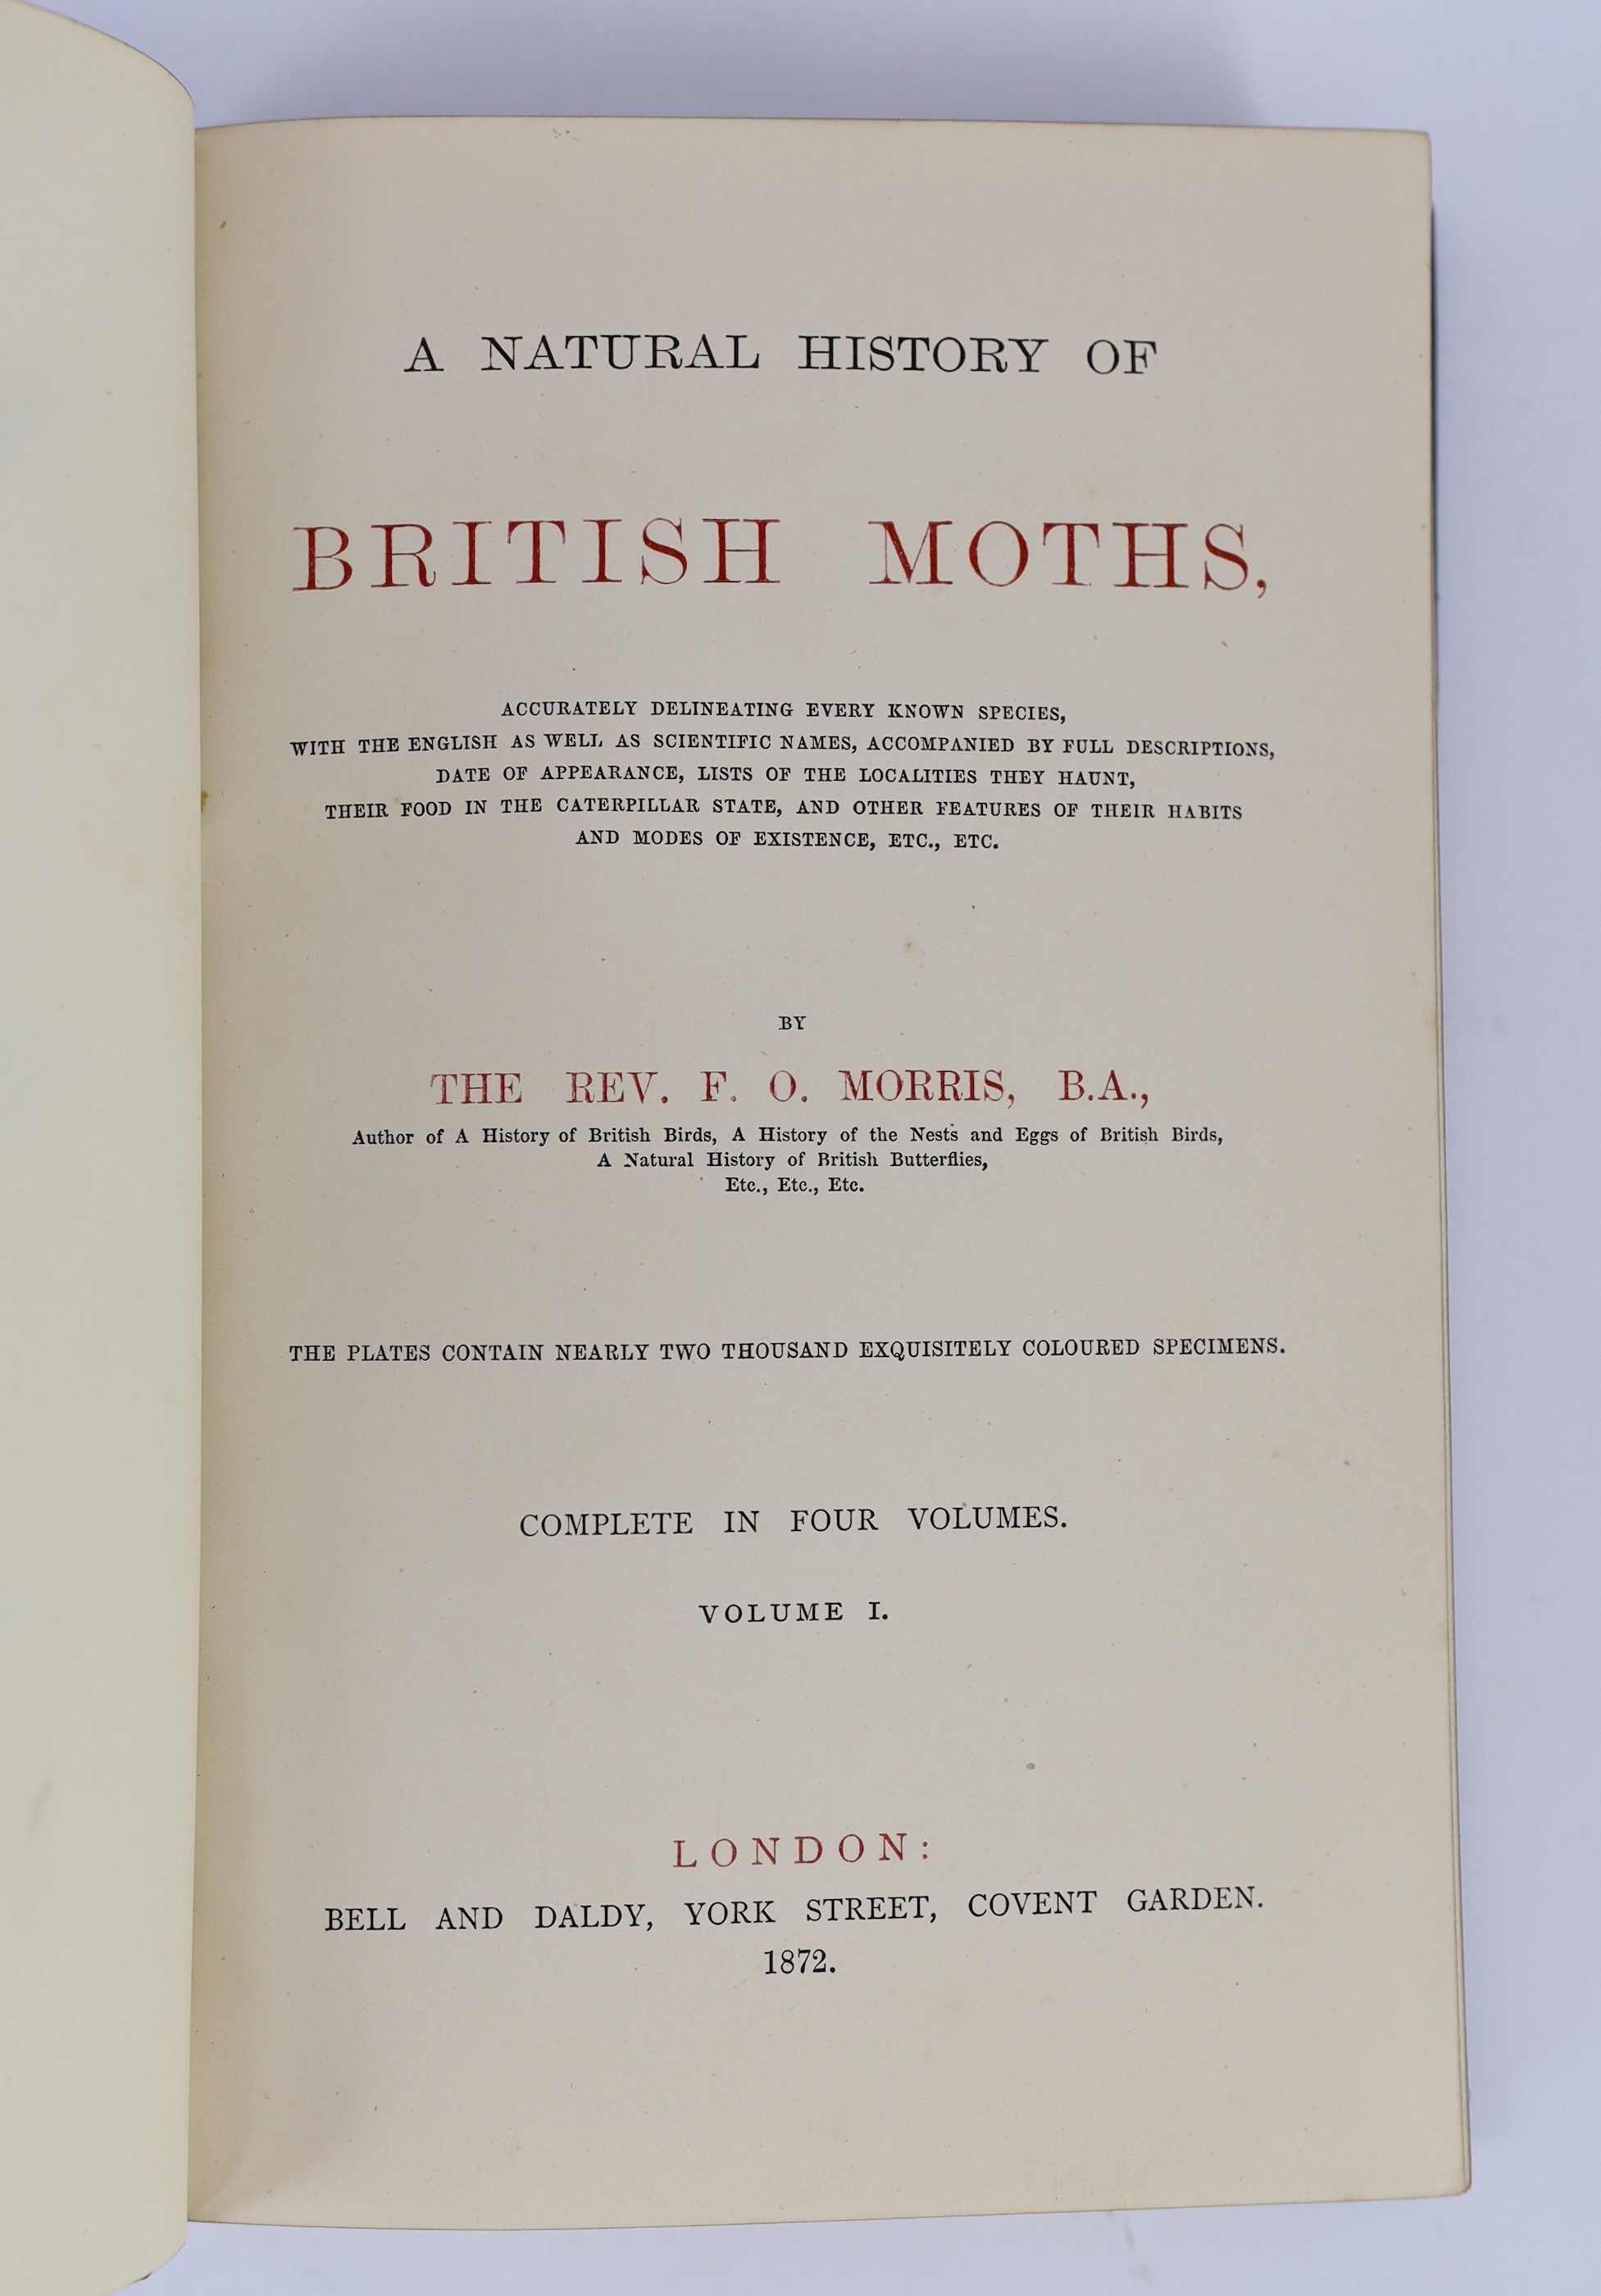 A NATURAL HISTORY OF
BRITISH MOTHS,
ACCURATELY DELINEATING EVERY KNOWN SPECIES,
WITH THE ENGLISH AS WELL AS SCIENTIFIC NAMES, ACCOMPANIED BY FULL DESCRIPTIONS,
DATE OF APPEARANCE, LISTS OF THE LOCALITIES THEY HAUNT,
THEIR FOOD IN THE CATERPILLAR STATE, AND OTHER FEATURES OF THEIR HABITS
AND MODES OF EXISTENCE, ETC., ETC.
BY
THE REV. F. O. MORRIS, B.A.,
Author of A History of British Birds, A History of the Nests and Eggs of British Birds,
A Natural History of British Butterflies,
Etc., Etc., Etc.
THE PLATES CONTAIN NEARLY TWO THOUSAND EXQUISITELY COLOURED SPECIMENS.
COMPLETE IN FOUR VOLUMES.
VOLUME I.
LONDON:
BELL AND DALDY, YORK STREET, COVENT GARDEN.
1872.